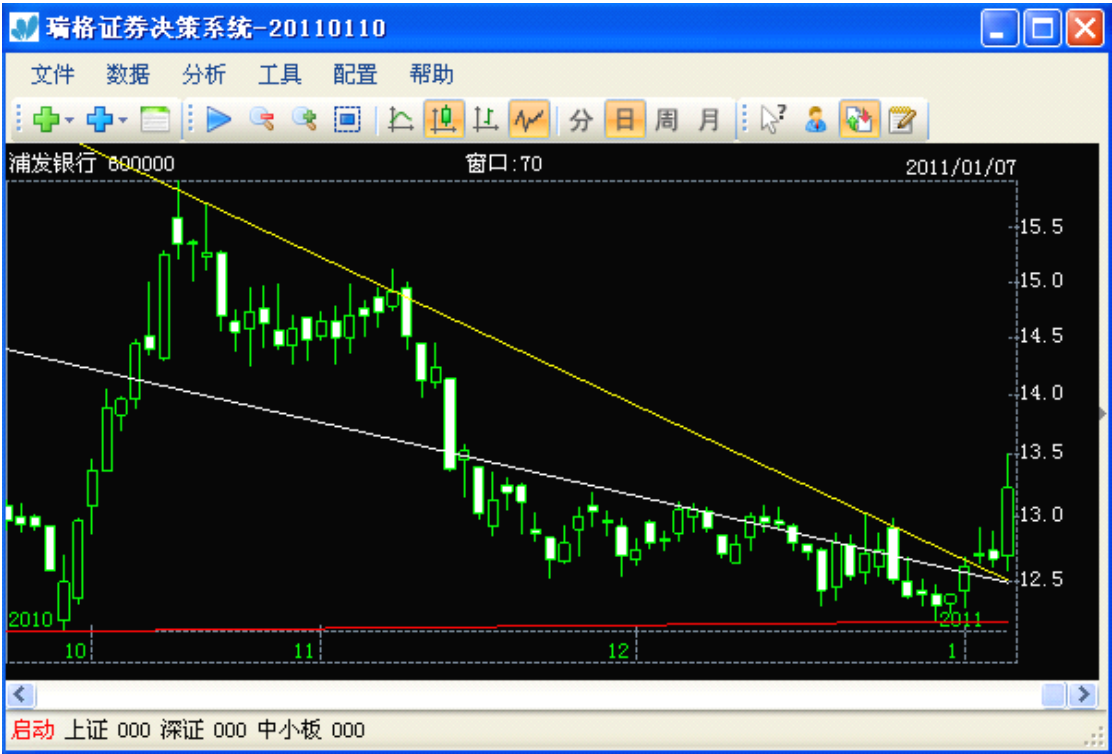 瑞格证券决策系统-20110110
文件 数据 分析 工具 配置 帮助
分 日 周 月
浦发银行 600000 窗口:70 2011/01/07
15.5
15.0
14.5
14.0
13.5
13.0
12.5
2010 2011
10 11 12 1
启动 上证 000 深证 000 中小板 000